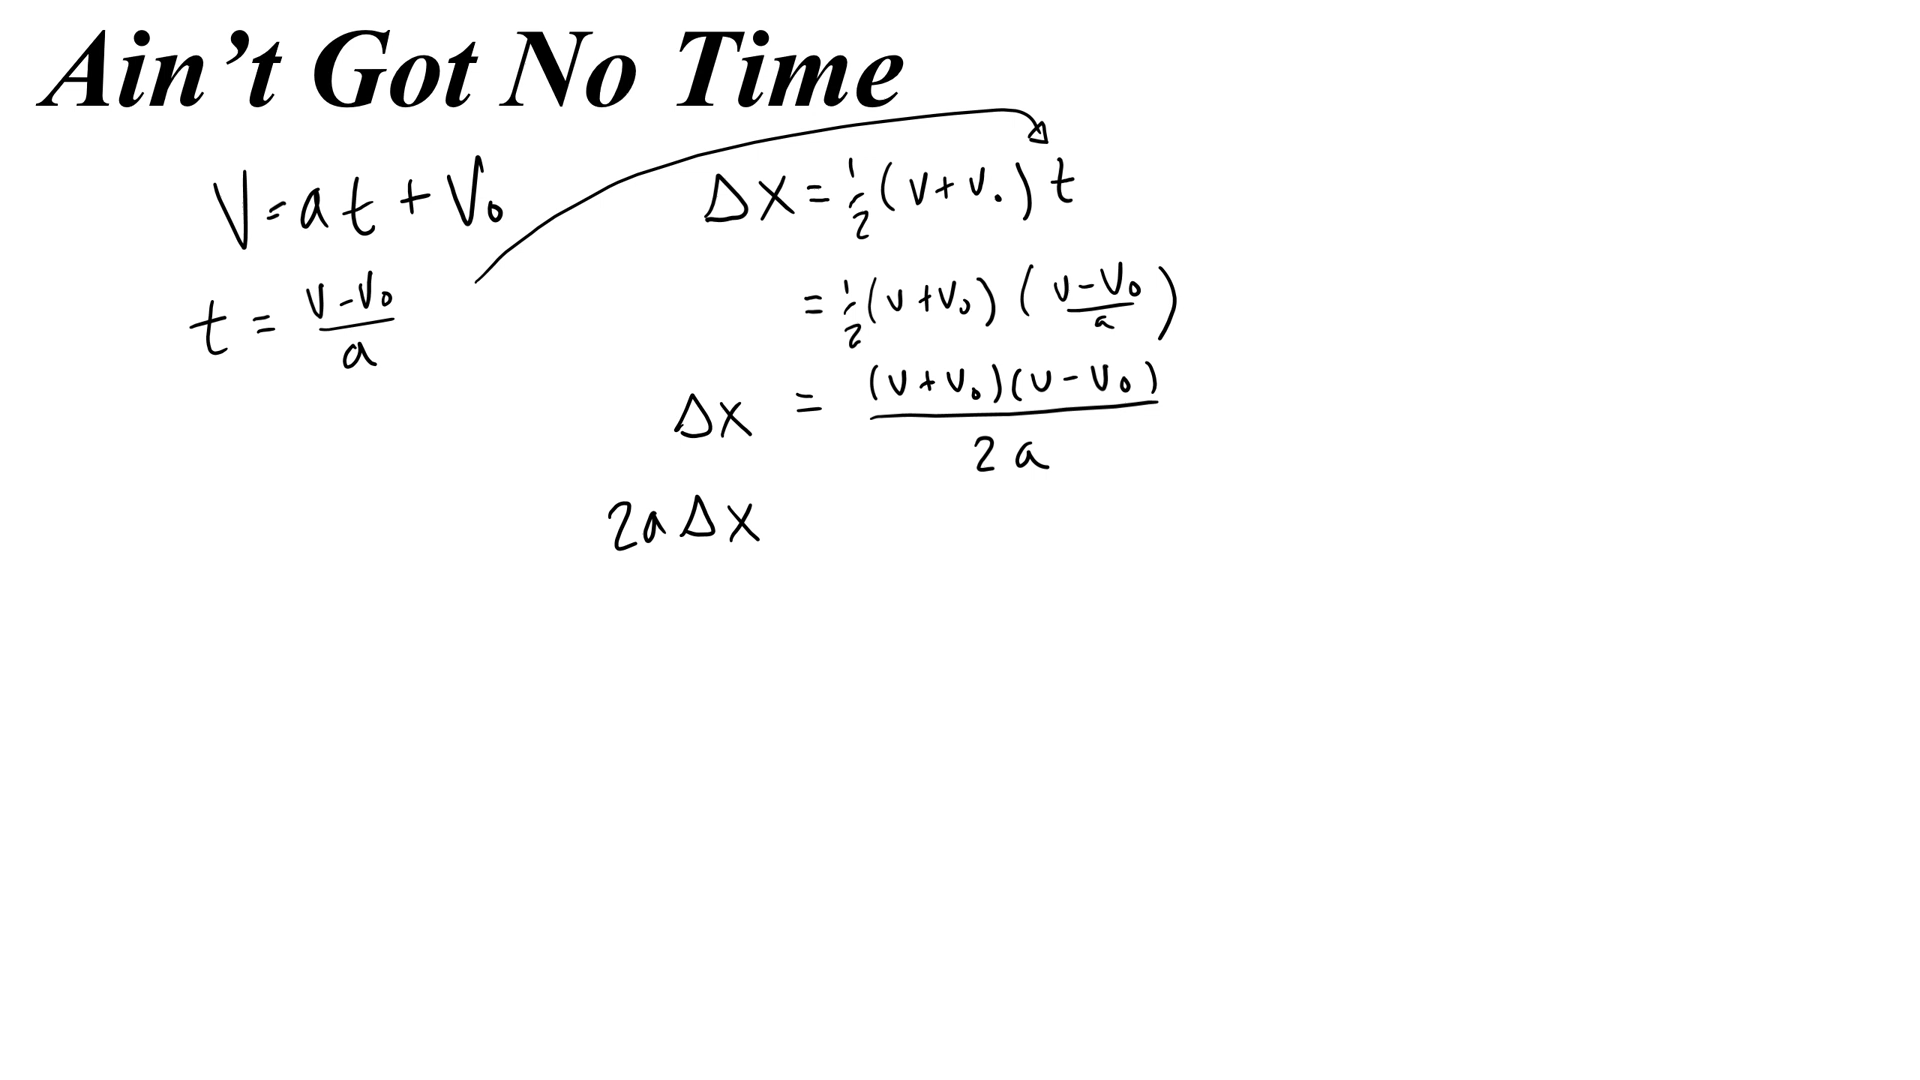 Ain’t Got No Time
V = at + V₀
t = (v - v₀)/a
Δx = ½(v + v₀)t
= ½(v + v₀)((v - v₀)/a)
Δx = (v + v₀)(v - v₀)/2a
2aΔx